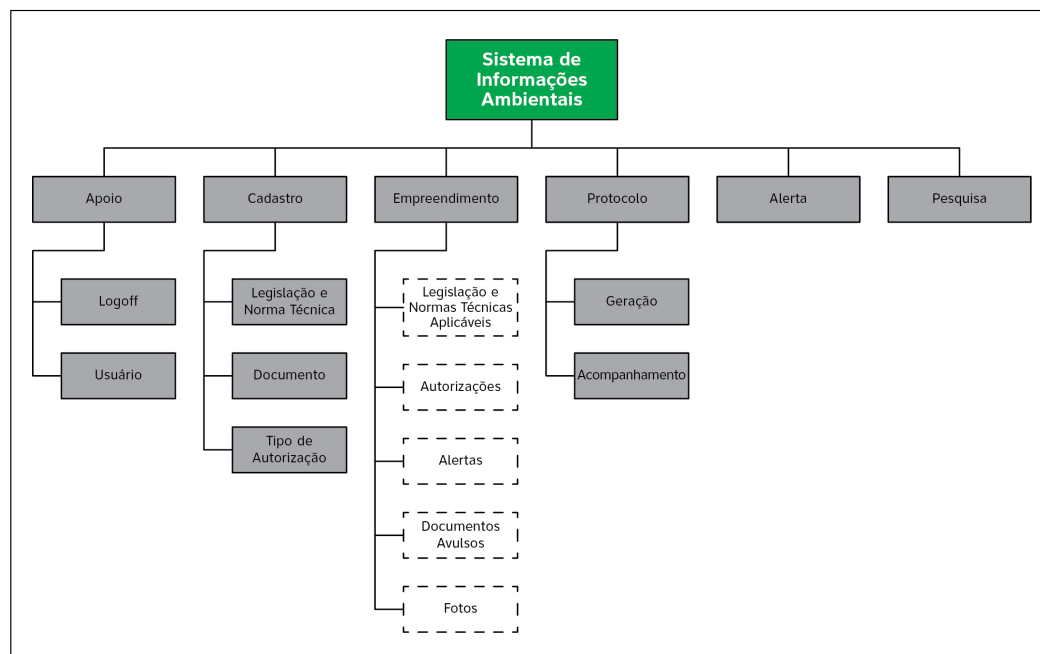 Sistema de
Informações
Ambientais
Apoio
Cadastro
Empreendimento
Protocolo
Alerta
Pesquisa
Logoff
Usuário
Legislação e
Norma Técnica
Documento
Tipo de
Autorização
Legislação e
Normas Técnicas
Aplicáveis
Autorizações
Alertas
Documentos
Avulsos
Fotos
Geração
Acompanhamento